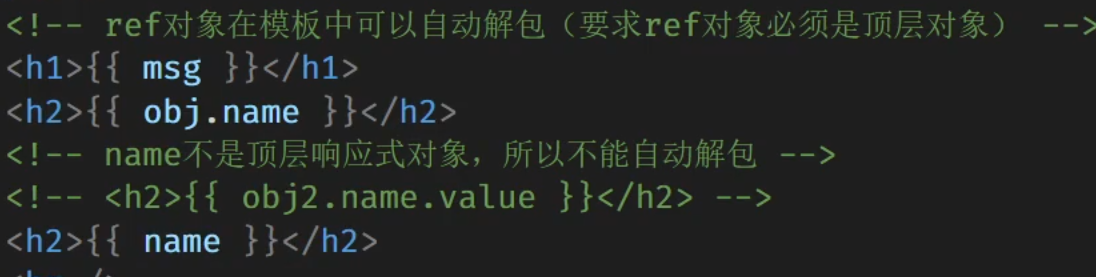 <!-- ref对象在模板中可以自动解包（要求ref对象必须是顶层对象） -->
<h1>{{ msg }}</h1>
<h2>{{ obj.name }}</h2>
<!-- name不是顶层响应式对象，所以不能自动解包 -->
<!-- <h2>{{ obj2.name.value }}</h2> -->
<h2>{{ name }}</h2>